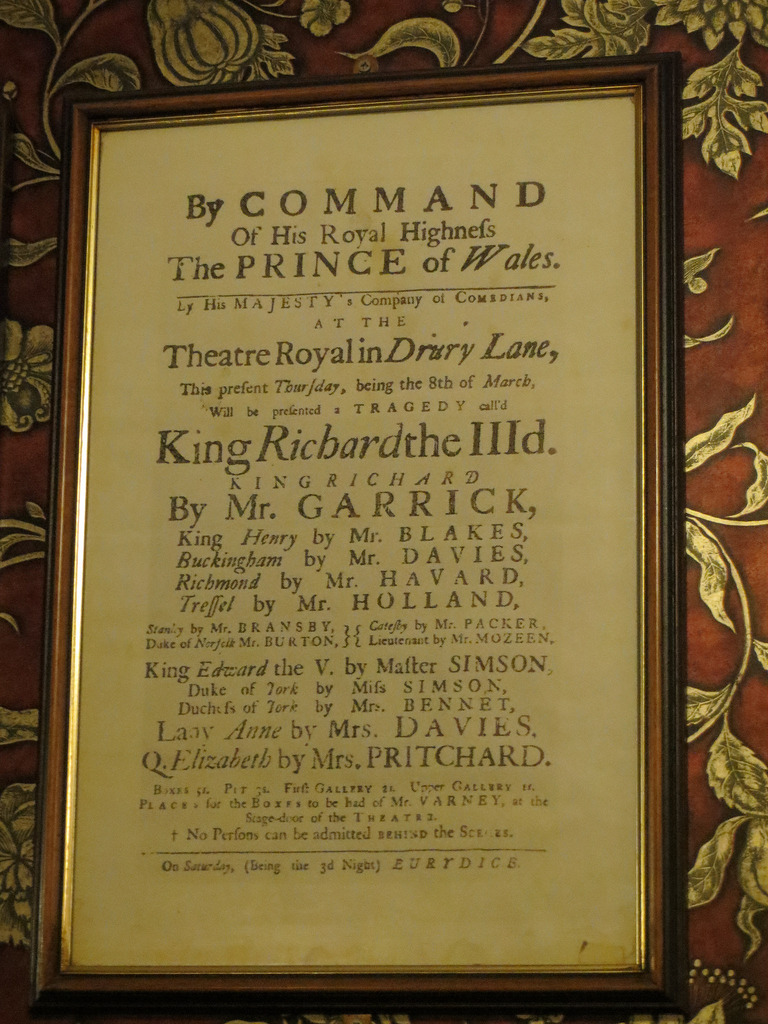 By COMMAND
Of His Royal Highneſs
The PRINCE of Wales.
By His MAJESTY's Company of COMEDIANS,
AT THE
Theatre Royal in Drury Lane,
This preſent Thurſday, being the 8th of March,
Will be preſented a TRAGEDY call'd
King Richard the IIId.
KING RICHARD
By Mr. GARRICK,
King Henry by Mr. BLAKES,
Buckingham by Mr. DAVIES,
Richmond by Mr. HAVARD,
Treſſel by Mr. HOLLAND,
Stanly by Mr. BRANSBY, }{ Cateſby by Mr. PACKER,
Duke of Norfolk Mr. BURTON, }{ Lieutenant by Mr. MOZEEN,
King Edward the V. by Maſter SIMSON,
Duke of York by Miſs SIMSON,
Ducheſs of York by Mrs. BENNET,
Lady Anne by Mrs. DAVIES,
Q. Elizabeth by Mrs. PRITCHARD.
BOXES 5s. PIT 3s. Firſt GALLERY 2s. Upper GALLERY 1s.
PLACES for the BOXES to be had of Mr. VARNEY, at the
Stage-door of the THEATRE.
† No Perſons can be admitted BEHIND the SCENES.
On Saturday, (Being the 3d Night) EURYDICE.